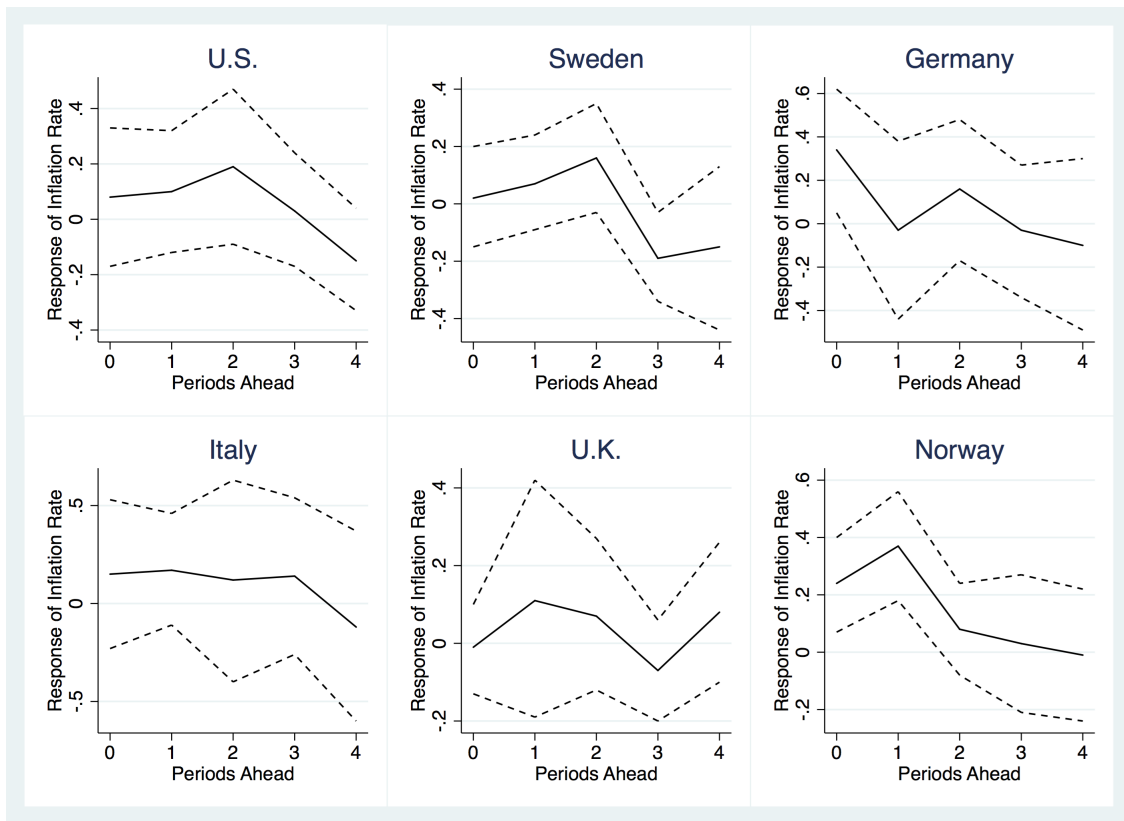 U.S.
Response of Inflation Rate
.4
.2
0
-.2
-.4
0 1 2 3 4
Periods Ahead
Sweden
Response of Inflation Rate
.4
.2
0
-.2
-.4
0 1 2 3 4
Periods Ahead
Germany
Response of Inflation Rate
.6
.4
.2
0
-.2
-.4
0 1 2 3 4
Periods Ahead
Italy
Response of Inflation Rate
.5
0
-.5
0 1 2 3 4
Periods Ahead
U.K.
Response of Inflation Rate
.4
.2
0
-.2
0 1 2 3 4
Periods Ahead
Norway
Response of Inflation Rate
.6
.4
.2
0
-.2
0 1 2 3 4
Periods Ahead